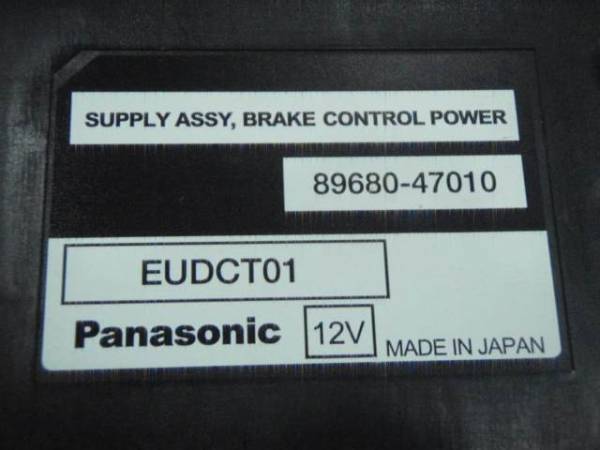 SUPPLY ASSY, BRAKE CONTROL POWER
89680-47010
EUDCT01
Panasonic 12V MADE IN JAPAN